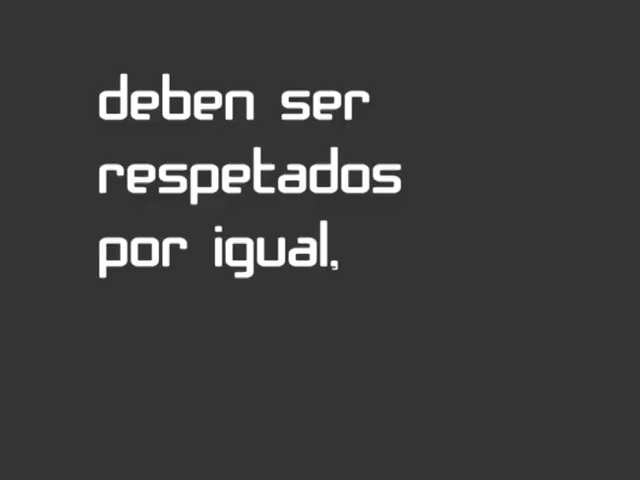 deben ser
respetados
por igual,